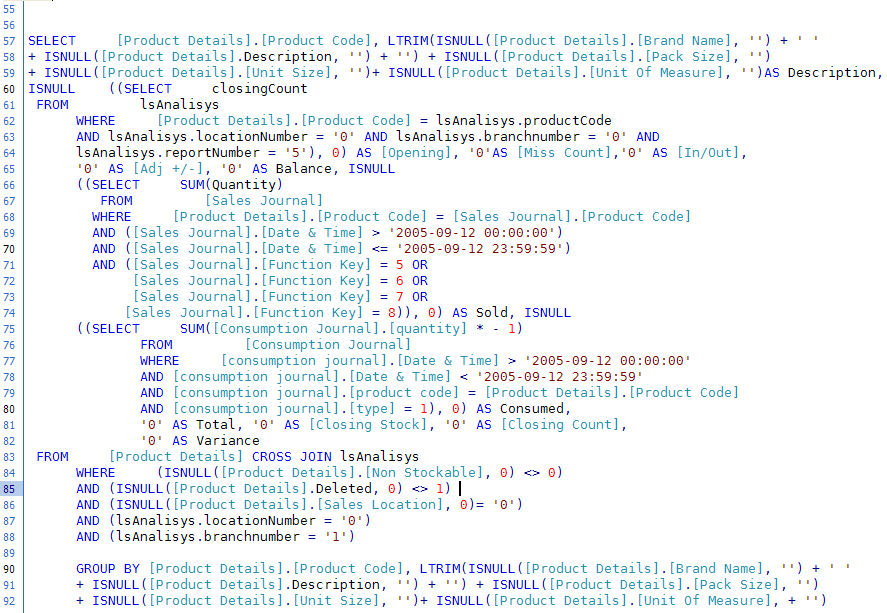 55
56
57 SELECT [Product Details].[Product Code], LTRIM(ISNULL([Product Details].[Brand Name], '') + ' '
58 + ISNULL([Product Details].Description, '') + '') + ISNULL([Product Details].[Pack Size], '')
59 + ISNULL([Product Details].[Unit Size], '')+ ISNULL([Product Details].[Unit Of Measure], '')AS Description,
60 ISNULL ((SELECT closingCount
61 FROM lsAnalisys
62 WHERE [Product Details].[Product Code] = lsAnalisys.productCode
63 AND lsAnalisys.locationNumber = '0' AND lsAnalisys.branchnumber = '0' AND
64 lsAnalisys.reportNumber = '5'), 0) AS [Opening], '0'AS [Miss Count],'0' AS [In/Out],
65 '0' AS [Adj +/-], '0' AS Balance, ISNULL
66 ((SELECT SUM(Quantity)
67 FROM [Sales Journal]
68 WHERE [Product Details].[Product Code] = [Sales Journal].[Product Code]
69 AND ([Sales Journal].[Date & Time] > '2005-09-12 00:00:00')
70 AND ([Sales Journal].[Date & Time] <= '2005-09-12 23:59:59')
71 AND ([Sales Journal].[Function Key] = 5 OR
72 [Sales Journal].[Function Key] = 6 OR
73 [Sales Journal].[Function Key] = 7 OR
74 [Sales Journal].[Function Key] = 8)), 0) AS Sold, ISNULL
75 ((SELECT SUM([Consumption Journal].[quantity] * - 1)
76 FROM [Consumption Journal]
77 WHERE [consumption journal].[Date & Time] > '2005-09-12 00:00:00'
78 AND [consumption journal].[Date & Time] < '2005-09-12 23:59:59'
79 AND [consumption journal].[product code] = [Product Details].[Product Code]
80 AND [consumption journal].[type] = 1), 0) AS Consumed,
81 '0' AS Total, '0' AS [Closing Stock], '0' AS [Closing Count],
82 '0' AS Variance
83 FROM [Product Details] CROSS JOIN lsAnalisys
84 WHERE (ISNULL([Product Details].[Non Stockable], 0) <> 0)
85 AND (ISNULL([Product Details].Deleted, 0) <> 1)
86 AND (ISNULL([Product Details].[Sales Location], 0)= '0')
87 AND (lsAnalisys.locationNumber = '0')
88 AND (lsAnalisys.branchnumber = '1')
89
90 GROUP BY [Product Details].[Product Code], LTRIM(ISNULL([Product Details].[Brand Name], '') + ' '
91 + ISNULL([Product Details].Description, '') + '') + ISNULL([Product Details].[Pack Size], '')
92 + ISNULL([Product Details].[Unit Size], '')+ ISNULL([Product Details].[Unit Of Measure], + '')